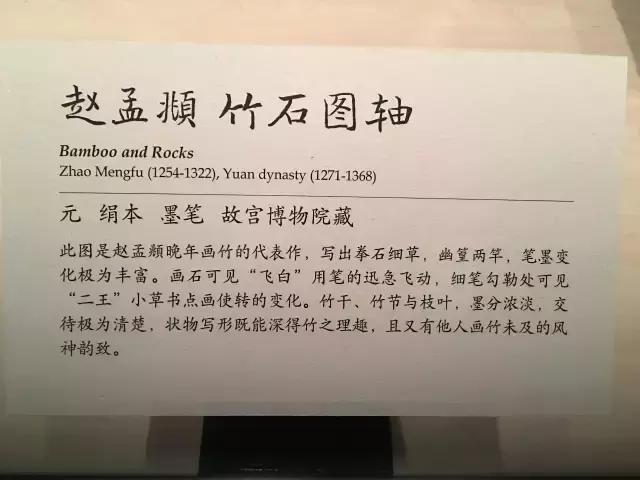 赵孟頫 竹石图轴
Bamboo and Rocks
Zhao Mengfu (1254-1322), Yuan dynasty (1271-1368)
元 绢本 墨笔 故宫博物院藏
此图是赵孟頫晚年画竹的代表作，写出拳石细草，幽篁两竿，笔墨变
化极为丰富。画石可见“飞白”用笔的迅急飞动，细笔勾勒处可见
“二王”小草书点画使转的变化。竹干、竹节与枝叶，墨分浓淡，交
待极为清楚，状物写形既能深得竹之理趣，且又有他人画竹未及的风
神韵致。